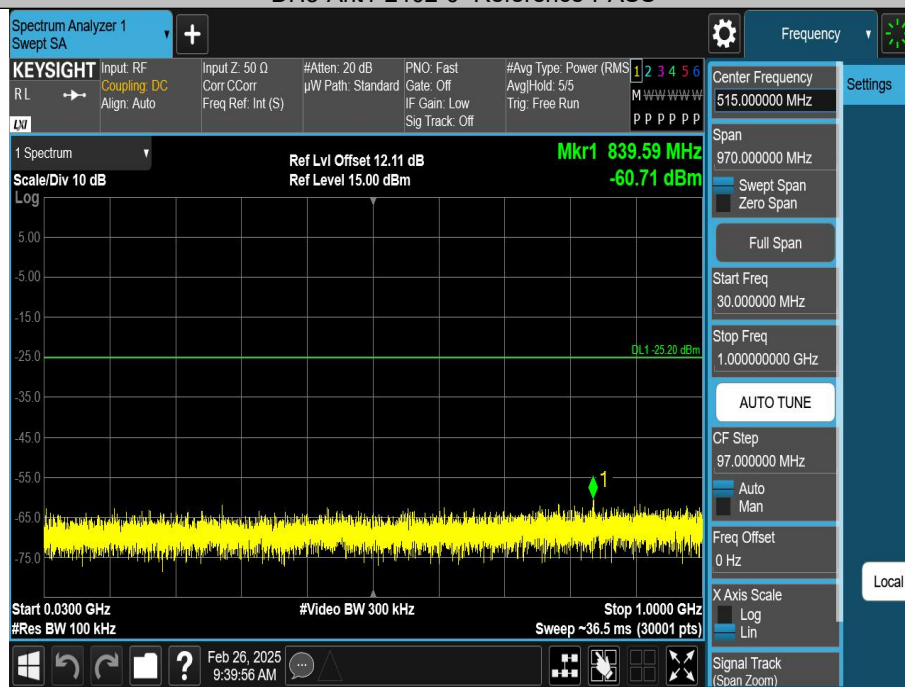 Spectrum Analyzer 1
Swept SA
Frequency
KEYSIGHT
RL
LXI
Input: RF
Coupling: DC
Align: Auto
Input Z: 50 Ω
Corr CCorr
Freq Ref: Int (S)
#Atten: 20 dB
µW Path: Standard
PNO: Fast
Gate: Off
IF Gain: Low
Sig Track: Off
#Avg Type: Power (RMS
Avg|Hold: 5/5
Trig: Free Run
1 2 3 4 5 6
M W W W W W
P P P P P P
Center Frequency
515.000000 MHz
Settings
1 Spectrum
Scale/Div 10 dB
Log
Ref Lvl Offset 12.11 dB
Ref Level 15.00 dBm
Mkr1 839.59 MHz
-60.71 dBm
Span
970.000000 MHz
Swept Span
Zero Span
Full Span
Start Freq
30.000000 MHz
Stop Freq
1.000000000 GHz
AUTO TUNE
CF Step
97.000000 MHz
Auto
Man
Freq Offset
0 Hz
X Axis Scale
Log
Lin
Signal Track
(Span Zoom)
Local
5.00
-5.00
-15.0
-25.0
-35.0
-45.0
-55.0
-65.0
-75.0
DL1 -25.20 dBm
1
Start 0.0300 GHz
#Res BW 100 kHz
#Video BW 300 kHz
Stop 1.0000 GHz
Sweep ~36.5 ms (30001 pts)
?
Feb 26, 2025
9:39:56 AM